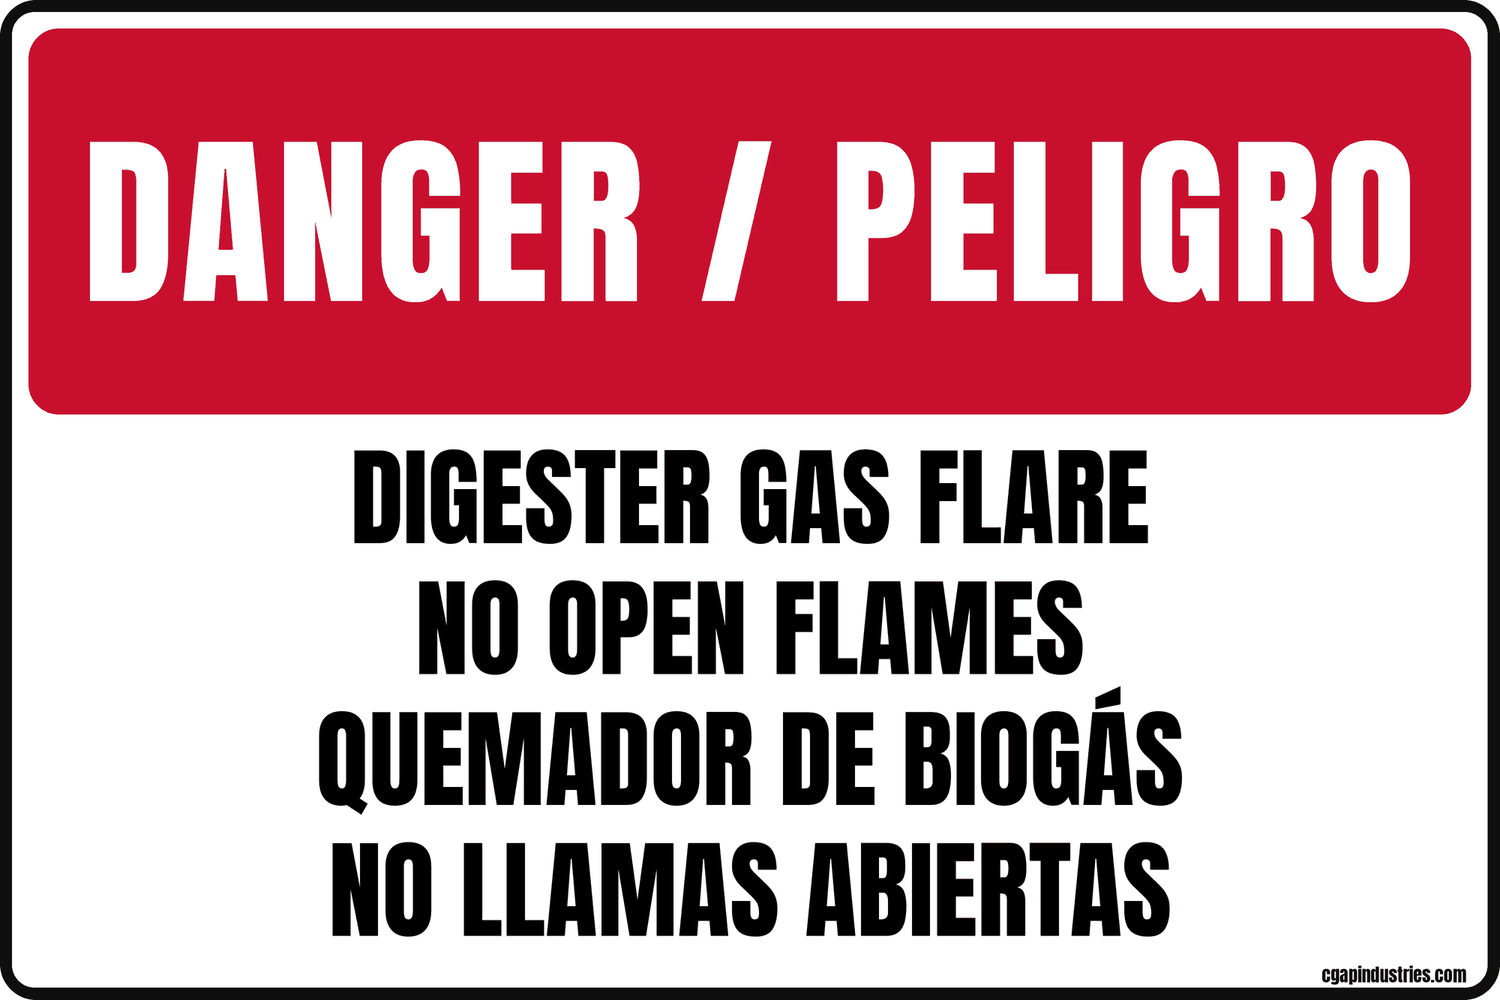 DANGER / PELIGRO
DIGESTER GAS FLARE
NO OPEN FLAMES
QUEMADOR DE BIOGÁS
NO LLAMAS ABIERTAS
cgapindustries.com